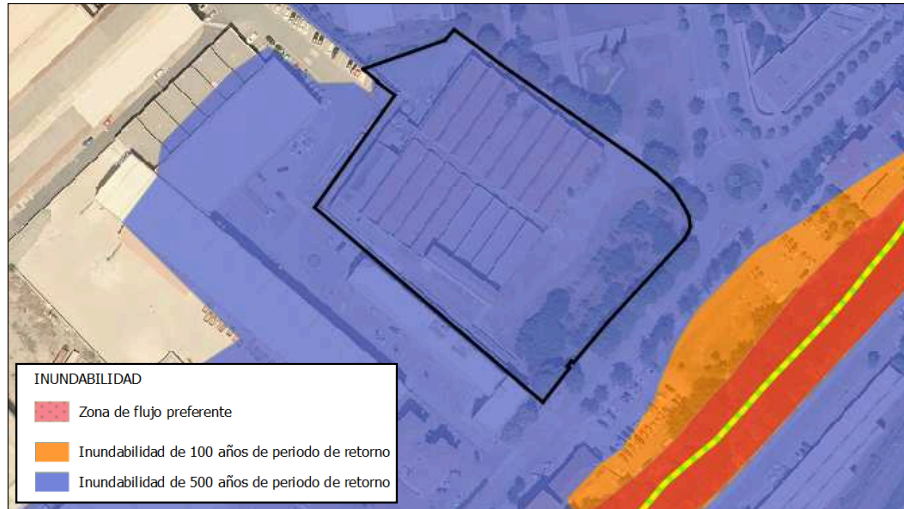 INUNDABILIDAD
Zona de flujo preferente
Inundabilidad de 100 años de periodo de retorno
Inundabilidad de 500 años de periodo de retorno